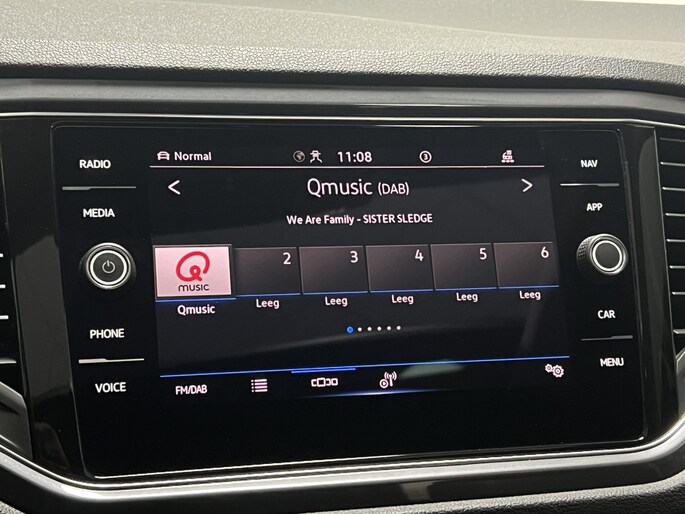 RADIO
MEDIA
PHONE
VOICE
Normal
11:08
3
Qmusic (DAB)
We Are Family - SISTER SLEDGE
Q
music
2
3
4
5
6
Qmusic
Leeg
Leeg
Leeg
Leeg
Leeg
FM/DAB
NAV
APP
CAR
MENU